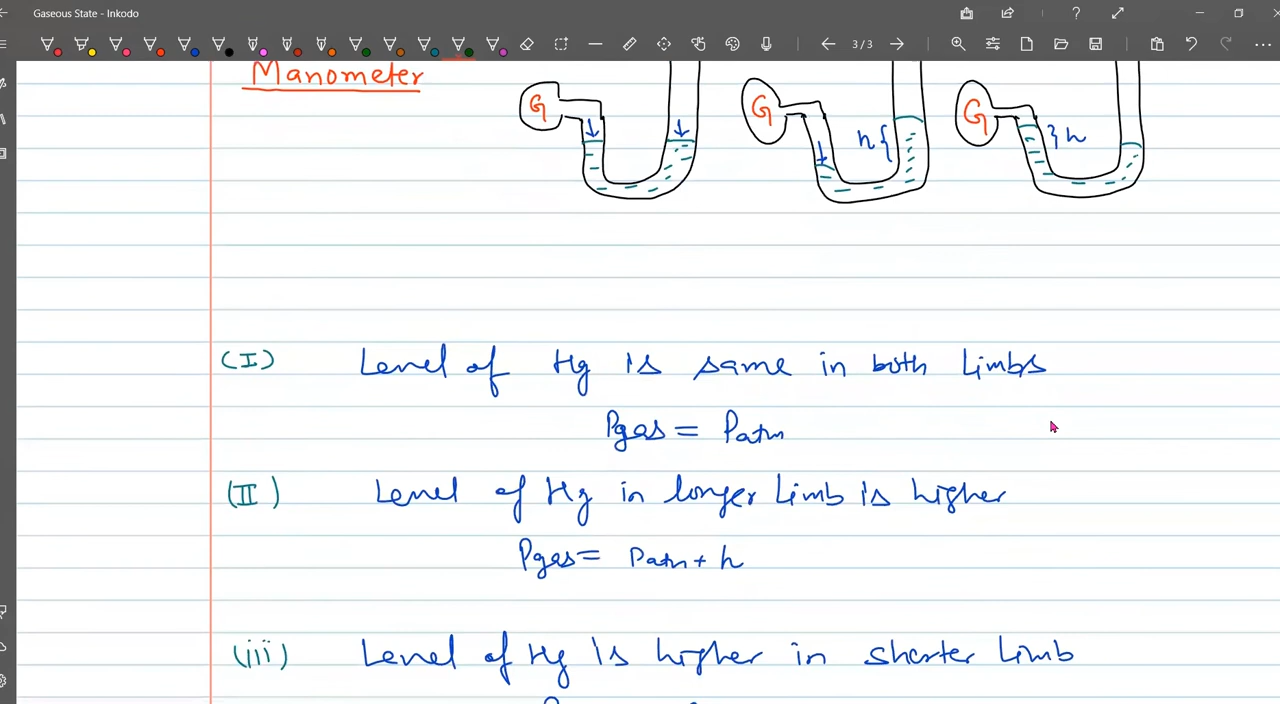 Gaseous State - Inkodo
3/3
Manometer
G
G
h
G
h
(I) Level of Hg is same in both Limbs
Pgas = Patm
(II) Level of Hg in longer Limb is higher
Pgas = Patm + h
(iii) Level of Hg is higher in shorter Limb